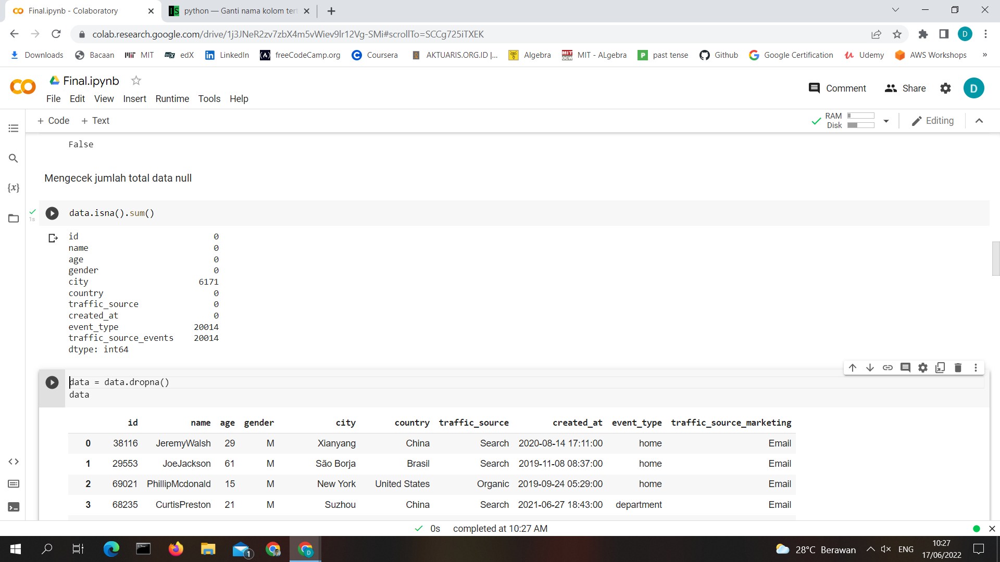 Final.ipynb - Colaboratory
python — Ganti nama kolom tert
colab.research.google.com/drive/1j3JNeR2zv7zbX4m5vWiev9lr12Vg-SMi#scrollTo=SCCg725iTXEK
D
Downloads Bacaan MIT edX LinkedIn freeCodeCamp.org Coursera AKTUARIS.ORG.ID |... Algebra MIT - ALgebra past tense Github Google Certification Udemy AWS Workshops »
Final.ipynb
File Edit View Insert Runtime Tools Help
Comment Share D
+ Code + Text
RAM
Disk
Editing
False
Mengecek jumlah total data null
1s
data.isna().sum()
id 0
name 0
age 0
gender 0
city 6171
country 0
traffic_source 0
created_at 0
event_type 20014
traffic_source_events 20014
dtype: int64
data = data.dropna()
data
id name age gender city country traffic_source created_at event_type traffic_source_marketing
0 38116 JeremyWalsh 29 M Xianyang China Search 2020-08-14 17:11:00 home Email
1 29553 JoeJackson 61 M São Borja Brasil Search 2019-11-08 08:37:00 home Email
2 69021 PhillipMcdonald 15 M New York United States Organic 2019-09-24 05:29:00 home Email
3 68235 CurtisPreston 21 M Suzhou China Search 2021-06-27 18:43:00 department Email
0s completed at 10:27 AM
1
D
28°C Berawan
ENG
10:27
17/06/2022